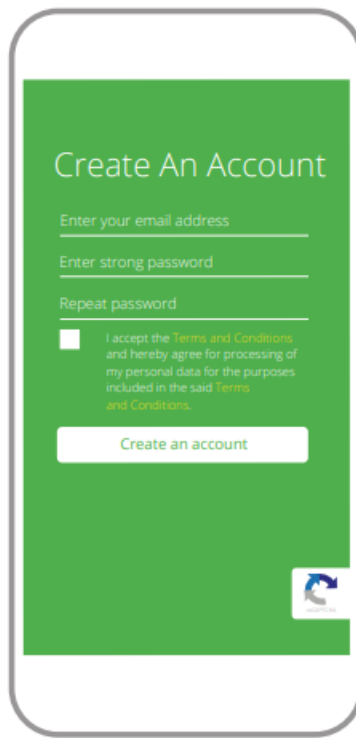 Create An Account
Enter your email address
Enter strong password
Repeat password
I accept the Terms and Conditions
and hereby agree for processing of
my personal data for the purposes
included in the said Terms
and Conditions.
Create an account
reCAPTCHA